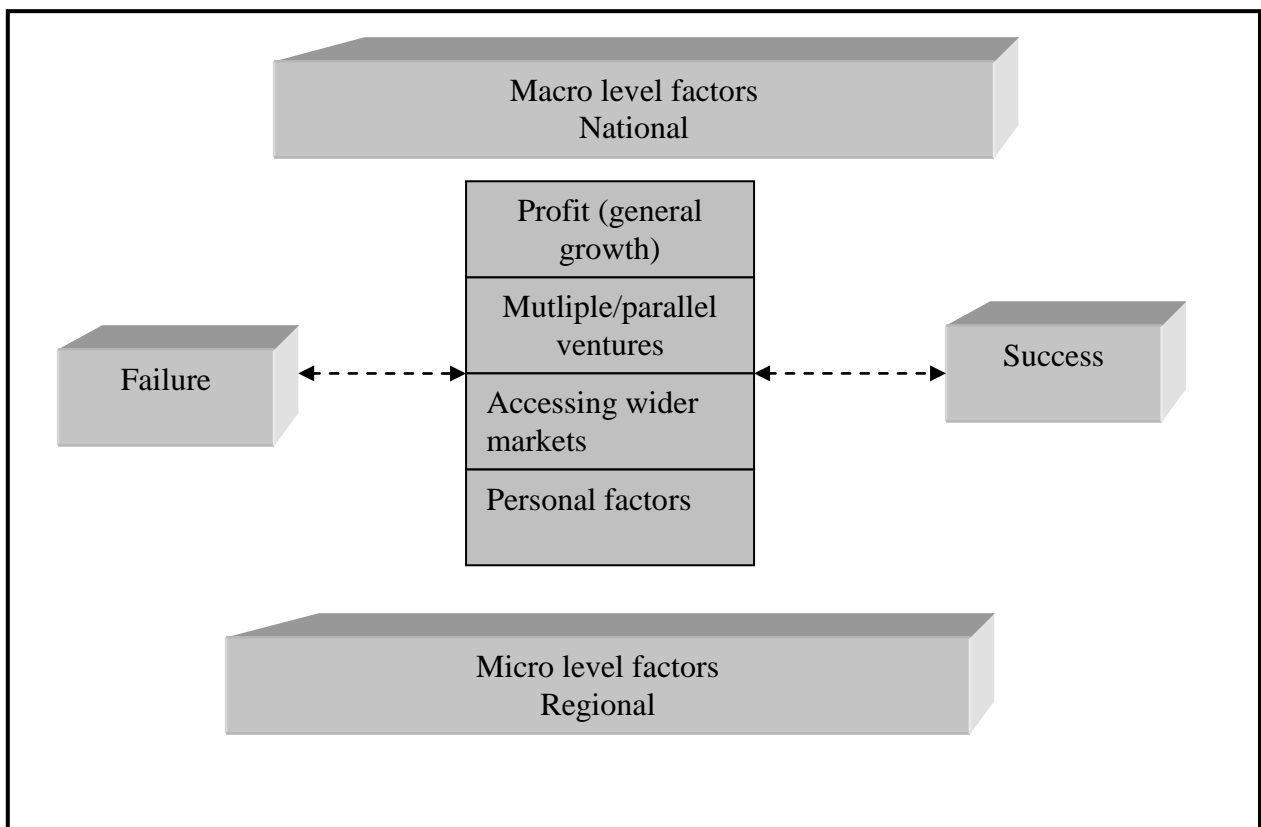 Macro level factors
National
Profit (general
growth)
Mutliple/parallel
ventures
Failure
Success
Accessing wider
markets
Personal factors
Micro level factors
Regional